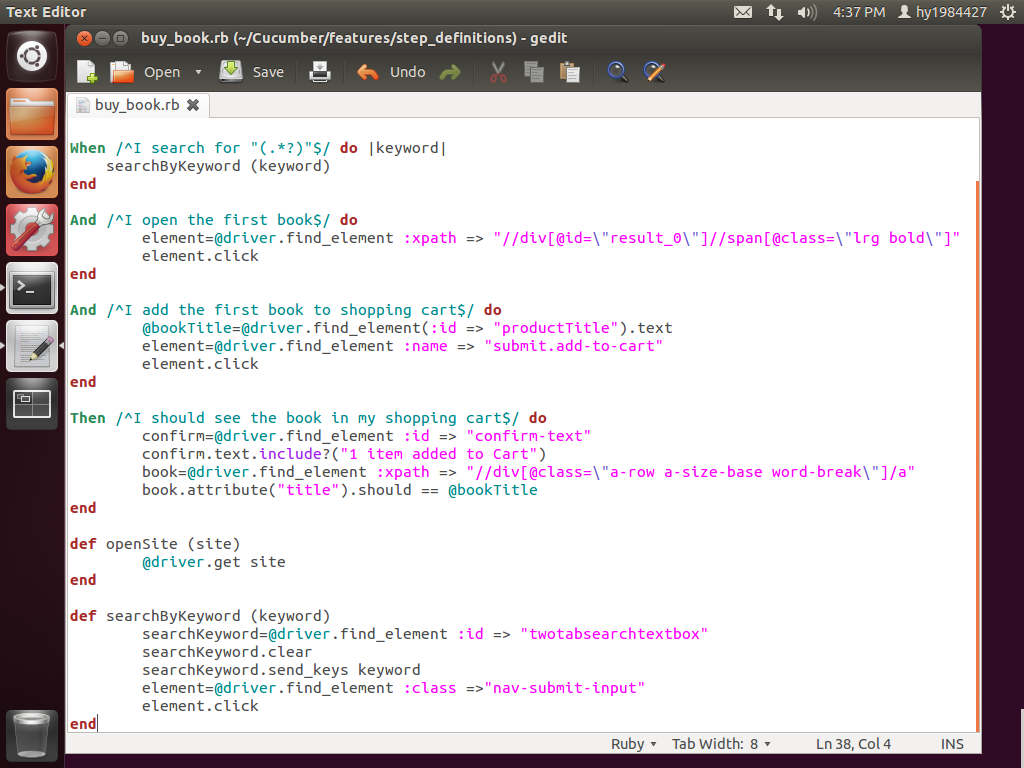 Text Editor 4:37 PM hy1984427
buy_book.rb (~/Cucumber/features/step_definitions) - gedit
Open Save Undo
buy_book.rb
When /^I search for "(.*?)"$/ do |keyword|
    searchByKeyword (keyword)
end

And /^I open the first book$/ do
        element=@driver.find_element :xpath => "//div[@id=\"result_0\"]//span[@class=\"lrg bold\"]"
        element.click
end

And /^I add the first book to shopping cart$/ do
        @bookTitle=@driver.find_element(:id => "productTitle").text
        element=@driver.find_element :name => "submit.add-to-cart"
        element.click
end

Then /^I should see the book in my shopping cart$/ do
        confirm=@driver.find_element :id => "confirm-text"
        confirm.text.include?("1 item added to Cart")
        book=@driver.find_element :xpath => "//div[@class=\"a-row a-size-base word-break\"]/a"
        book.attribute("title").should == @bookTitle
end

def openSite (site)
        @driver.get site
end

def searchByKeyword (keyword)
        searchKeyword=@driver.find_element :id => "twotabsearchtextbox"
        searchKeyword.clear
        searchKeyword.send_keys keyword
        element=@driver.find_element :class =>"nav-submit-input"
        element.click
end
Ruby Tab Width: 8 Ln 38, Col 4 INS